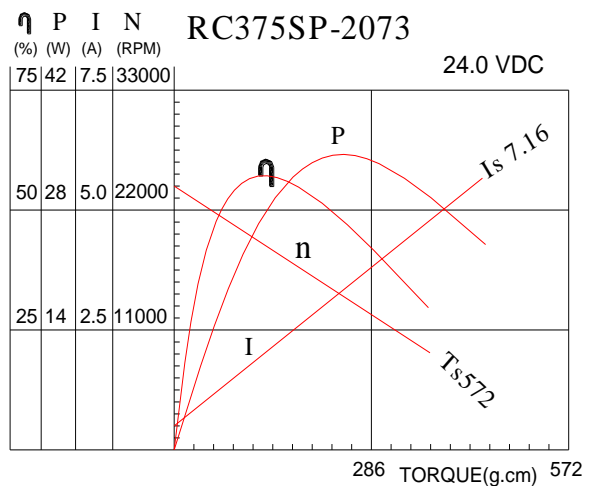 η P I N RC375SP-2073
(%) (W) (A) (RPM)
24.0 VDC
75 42 7.5 33000
P
Is 7.16
η
50 28 5.0 22000
n
25 14 2.5 11000
I
Ts572
286 TORQUE(g.cm) 572